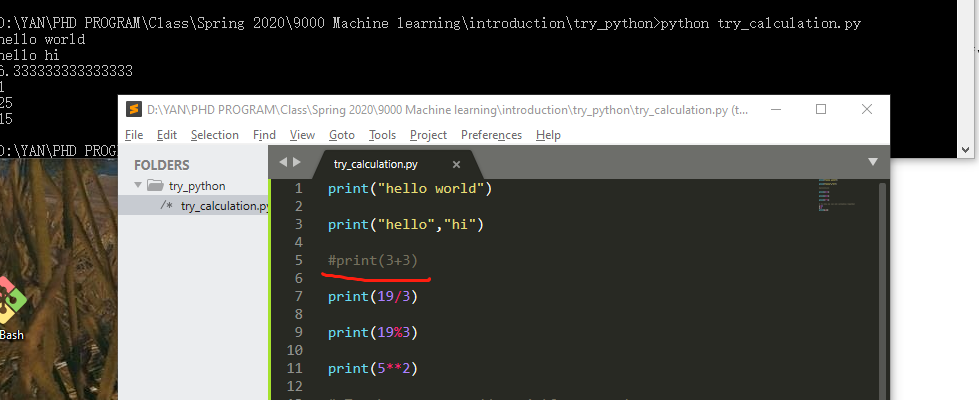 D:\YAN\PHD PROGRAM\Class\Spring 2020\9000 Machine learning\introduction\try_python>python try_calculation.py
hello world
hello hi
6.333333333333333
1
25
15
D:\YAN\PHD PROG
D:\YAN\PHD PROGRAM\Class\Spring 2020\9000 Machine learning\introduction\try_python\try_calculation.py (t...
File Edit Selection Find View Goto Tools Project Preferences Help
FOLDERS
try_python
/* try_calculation.py
try_calculation.py ×
1 print("hello world")
2
3 print("hello","hi")
4
5 #print(3+3)
6
7 print(19/3)
8
9 print(19%3)
10
11 print(5**2)
12
Bash